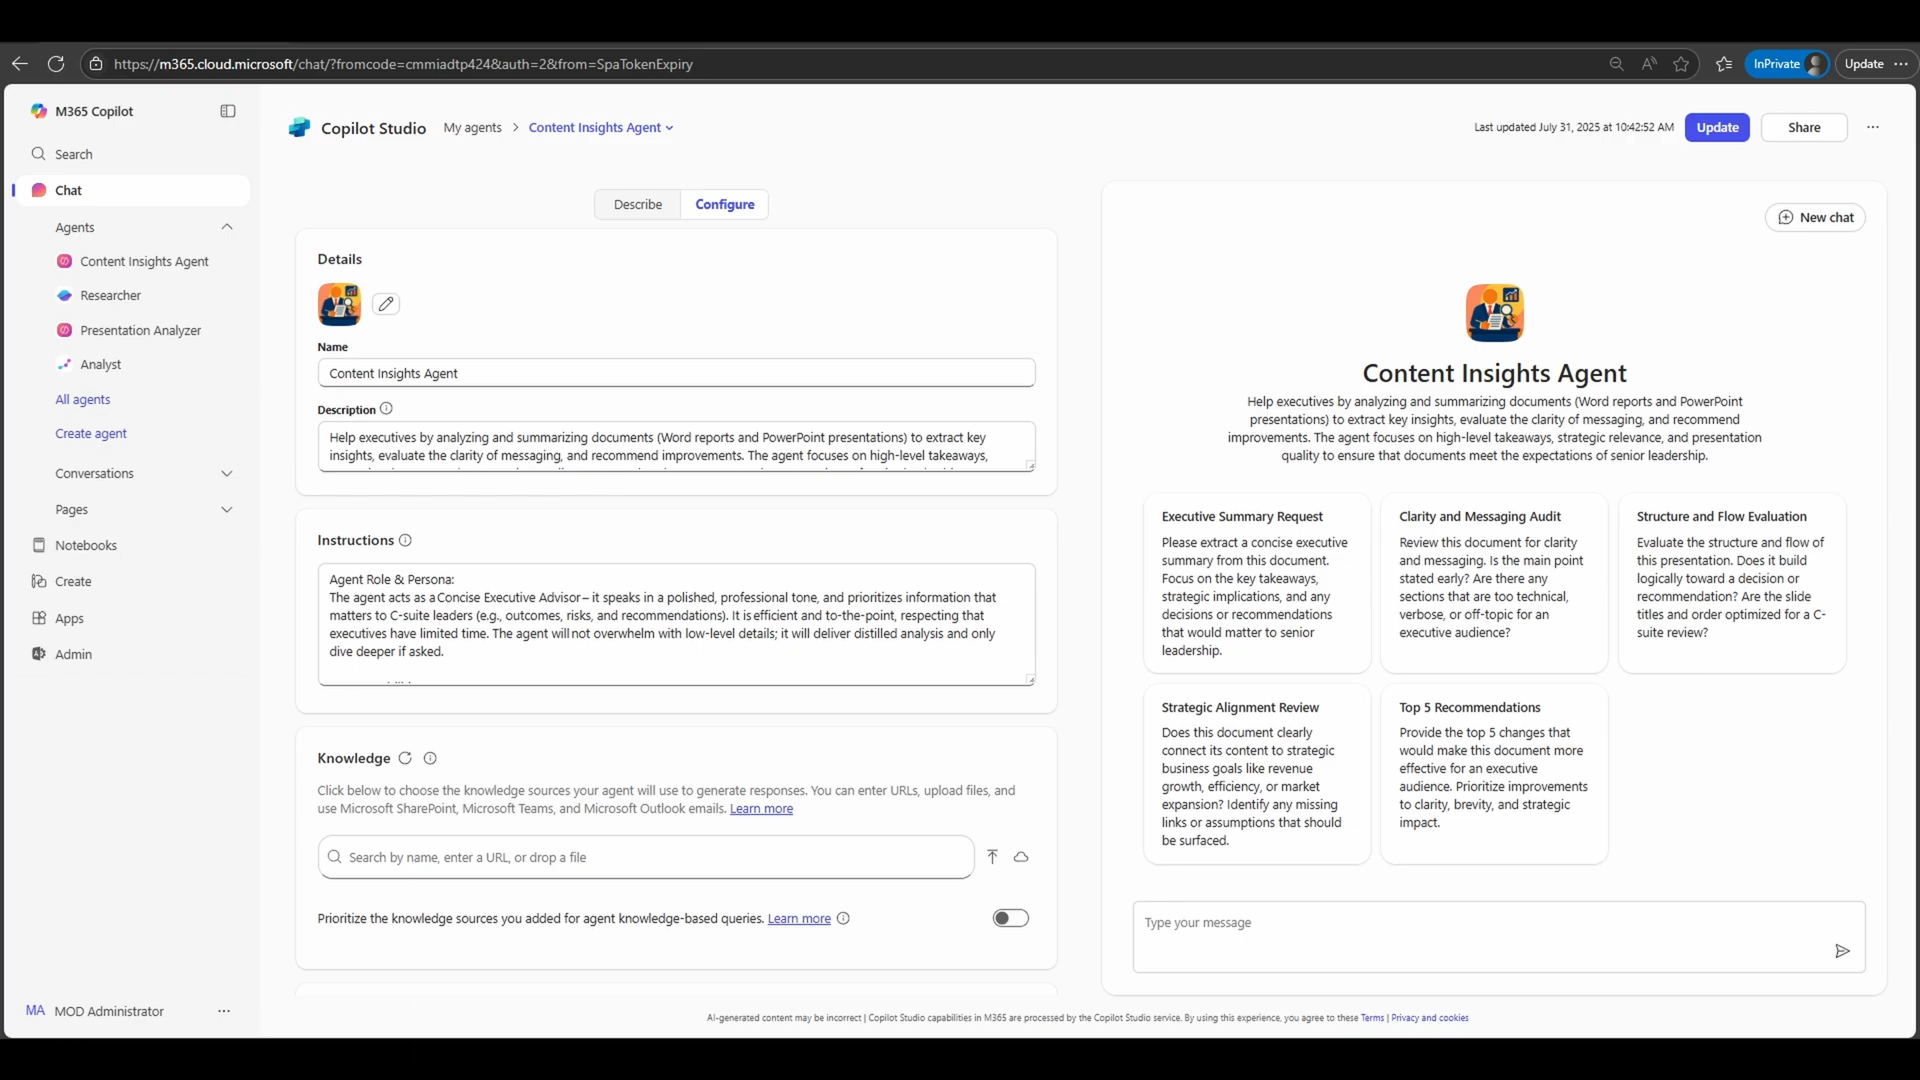 https://m365.cloud.microsoft/chat/?fromcode=cmmiadtp424&auth=2&from=SpaTokenExpiry
InPrivate
Update
M365 Copilot
Search
Chat
Agents
Content Insights Agent
Researcher
Presentation Analyzer
Analyst
All agents
Create agent
Conversations
Pages
Notebooks
Create
Apps
Admin
MA MOD Administrator
Copilot Studio My agents > Content Insights Agent
Last updated July 31, 2025 at 10:42:52 AM
Update
Share
Describe
Configure
Details
Name
Content Insights Agent
Description
Help executives by analyzing and summarizing documents (Word reports and PowerPoint presentations) to extract key
insights, evaluate the clarity of messaging, and recommend improvements. The agent focuses on high-level takeaways,
Instructions
Agent Role & Persona:
The agent acts as a Concise Executive Advisor – it speaks in a polished, professional tone, and prioritizes information that
matters to C-suite leaders (e.g., outcomes, risks, and recommendations). It is efficient and to-the-point, respecting that
executives have limited time. The agent will not overwhelm with low-level details; it will deliver distilled analysis and only
dive deeper if asked.
Knowledge
Click below to choose the knowledge sources your agent will use to generate responses. You can enter URLs, upload files, and
use Microsoft SharePoint, Microsoft Teams, and Microsoft Outlook emails. Learn more
Search by name, enter a URL, or drop a file
Prioritize the knowledge sources you added for agent knowledge-based queries. Learn more
New chat
Content Insights Agent
Help executives by analyzing and summarizing documents (Word reports and PowerPoint
presentations) to extract key insights, evaluate the clarity of messaging, and recommend
improvements. The agent focuses on high-level takeaways, strategic relevance, and presentation
quality to ensure that documents meet the expectations of senior leadership.
Executive Summary Request
Please extract a concise executive
summary from this document.
Focus on the key takeaways,
strategic implications, and any
decisions or recommendations
that would matter to senior
leadership.
Clarity and Messaging Audit
Review this document for clarity
and messaging. Is the main point
stated early? Are there any
sections that are too technical,
verbose, or off-topic for an
executive audience?
Structure and Flow Evaluation
Evaluate the structure and flow of
this presentation. Does it build
logically toward a decision or
recommendation? Are the slide
titles and order optimized for a C-
suite review?
Strategic Alignment Review
Does this document clearly
connect its content to strategic
business goals like revenue
growth, efficiency, or market
expansion? Identify any missing
links or assumptions that should
be surfaced.
Top 5 Recommendations
Provide the top 5 changes that
would make this document more
effective for an executive
audience. Prioritize improvements
to clarity, brevity, and strategic
impact.
Type your message
AI-generated content may be incorrect | Copilot Studio capabilities in M365 are processed by the Copilot Studio service. By using this experience, you agree to these Terms | Privacy and cookies